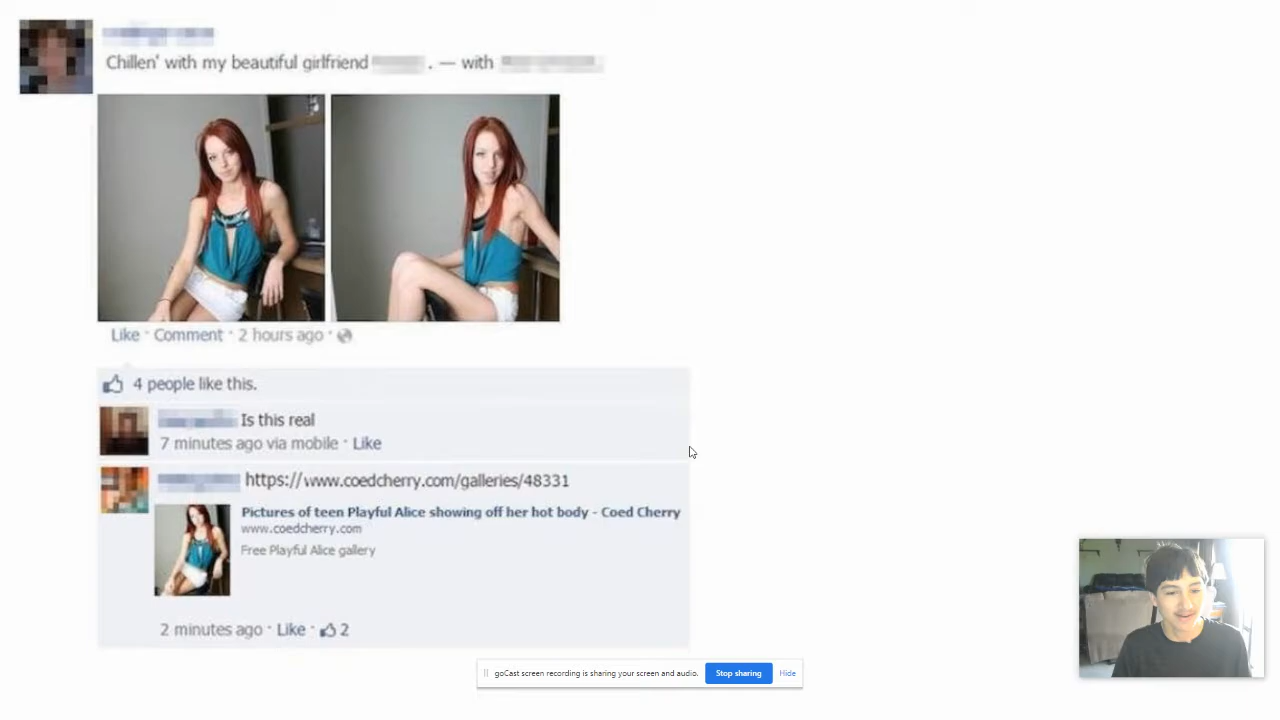 Chillen' with my beautiful girlfriend . — with
Like · Comment · 2 hours ago ·
4 people like this.
Is this real
7 minutes ago via mobile · Like
https://www.coedcherry.com/galleries/48331
Pictures of teen Playful Alice showing off her hot body - Coed Cherry
www.coedcherry.com
Free Playful Alice gallery
2 minutes ago · Like · 2
goCast screen recording is sharing your screen and audio. Stop sharing Hide